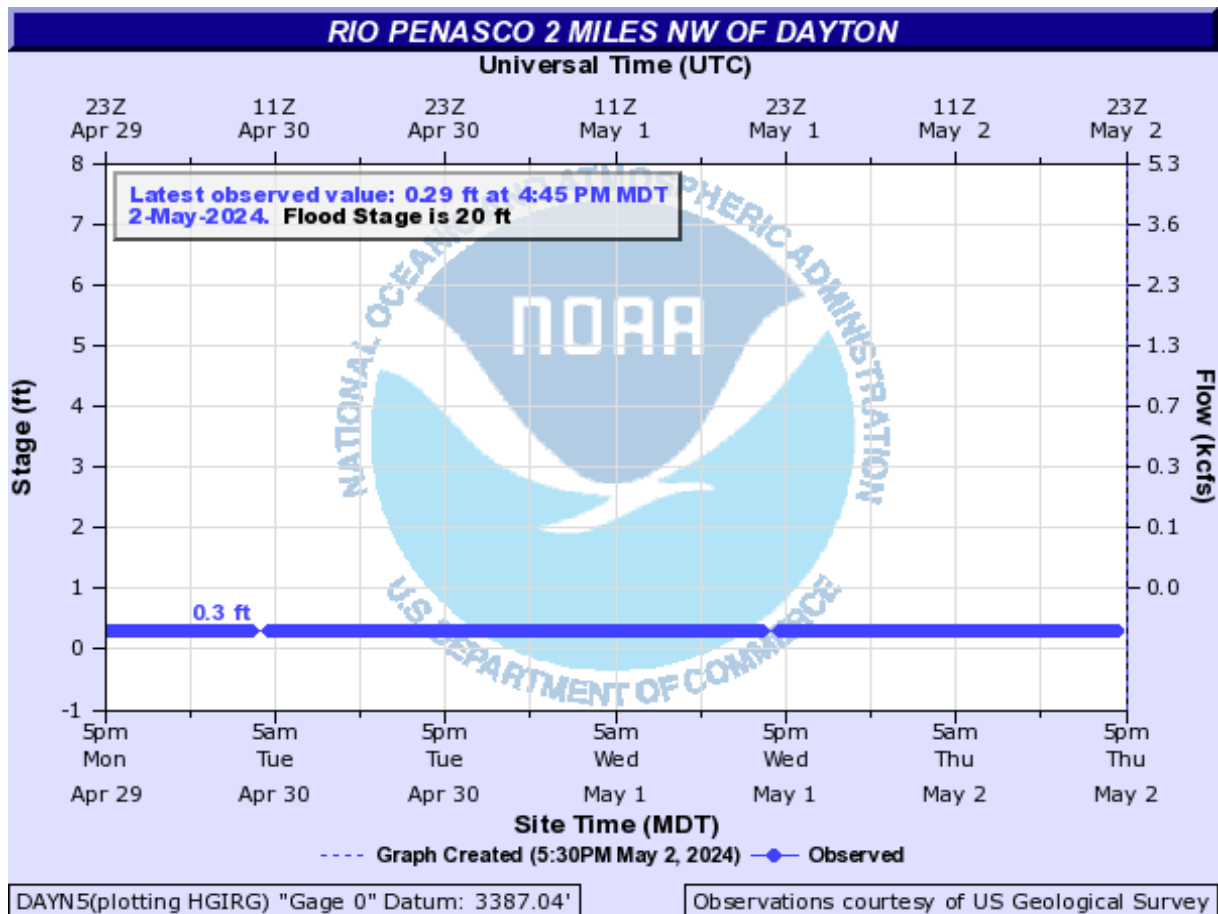 RIO PENASCO 2 MILES NW OF DAYTON
Universal Time (UTC)
23Z 11Z 23Z 11Z 23Z 11Z 23Z
Apr 29 Apr 30 Apr 30 May 1 May 1 May 2 May 2
Latest observed value: 0.29 ft at 4:45 PM MDT
2-May-2024. Flood Stage is 20 ft
8 5.3
7 3.6
6 2.3
5 1.3
4 0.7
3 0.3
2 0.1
1 0.0
0
-1
Stage (ft)
Flow (kcfs)
NATIONAL OCEANIC AND ATMOSPHERIC ADMINISTRATION
NOAA
U.S. DEPARTMENT OF COMMERCE
0.3 ft
5pm 5am 5pm 5am 5pm 5am 5pm
Mon Tue Tue Wed Wed Thu Thu
Apr 29 Apr 30 Apr 30 May 1 May 1 May 2 May 2
Site Time (MDT)
Graph Created (5:30PM May 2, 2024) Observed
DAYN5(plotting HGIRG) "Gage 0" Datum: 3387.04' Observations courtesy of US Geological Survey